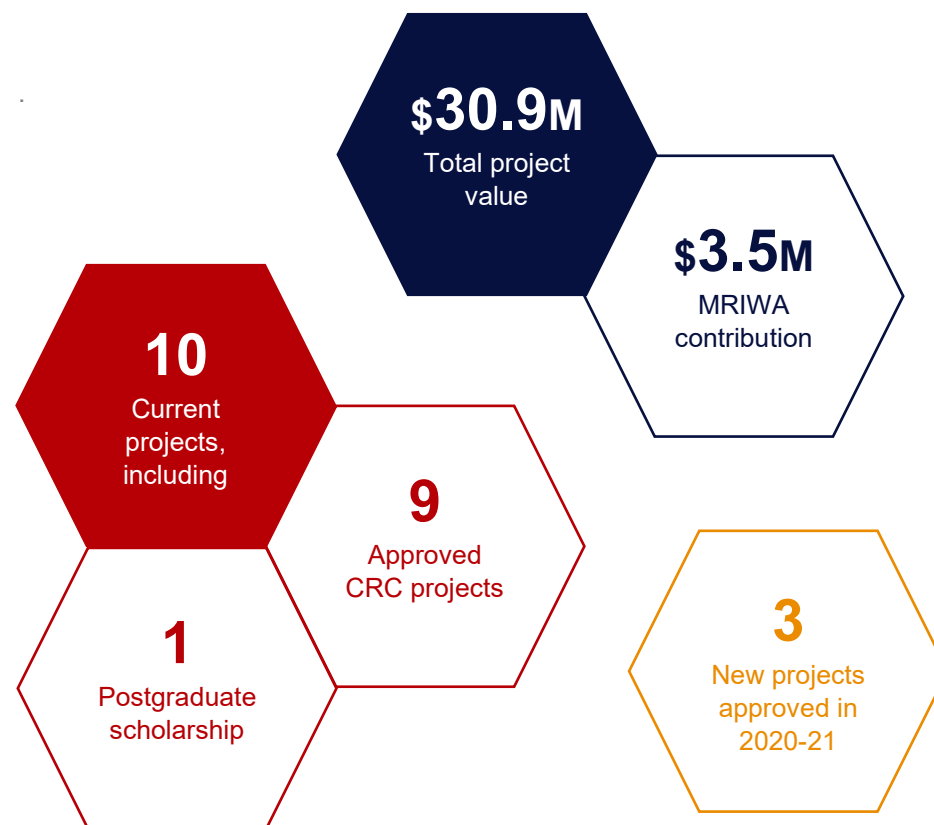 $30.9M
Total project
value
$3.5M
MRIWA
contribution
10
Current
projects,
including
9
Approved
CRC projects
1
Postgraduate
scholarship
3
New projects
approved in
2020-21